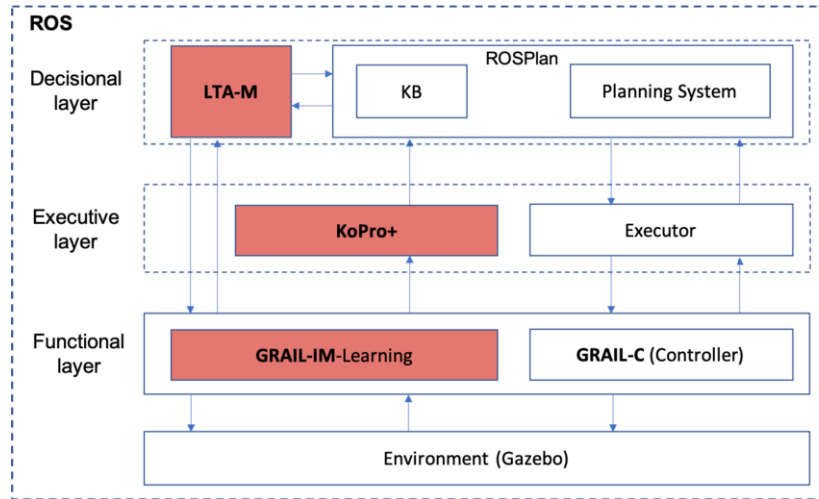 ROS
Decisional
layer
LTA-M
ROSPlan
KB
Planning System
Executive
layer
KoPro+
Executor
Functional
layer
GRAIL-IM-Learning
GRAIL-C (Controller)
Environment (Gazebo)